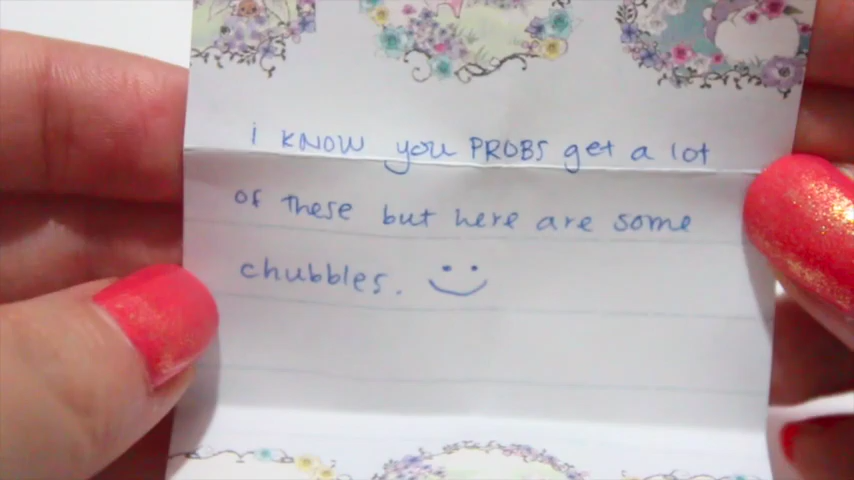 i KNOW you PROBS get a lot
of these but here are some
chubbles. :)